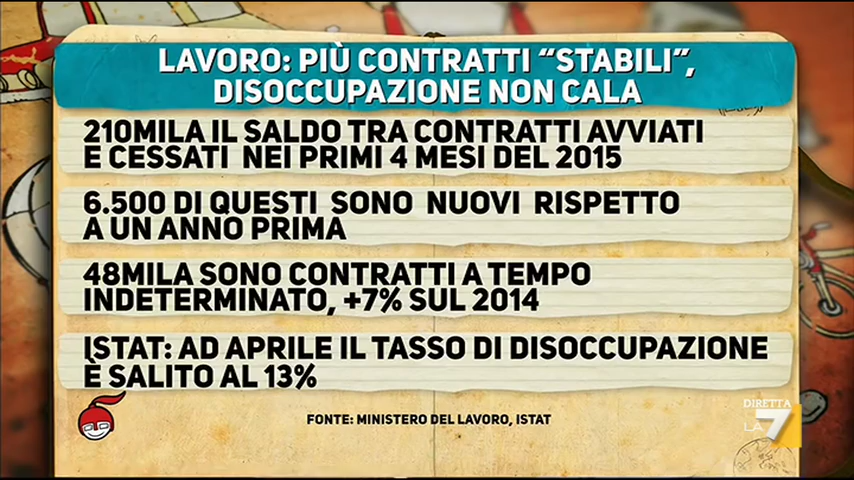 LAVORO: PIÙ CONTRATTI “STABILI”,
DISOCCUPAZIONE NON CALA
210MILA IL SALDO TRA CONTRATTI AVVIATI
E CESSATI NEI PRIMI 4 MESI DEL 2015
6.500 DI QUESTI SONO NUOVI RISPETTO
A UN ANNO PRIMA
48MILA SONO CONTRATTI A TEMPO
INDETERMINATO, +7% SUL 2014
ISTAT: AD APRILE IL TASSO DI DISOCCUPAZIONE
È SALITO AL 13%
FONTE: MINISTERO DEL LAVORO, ISTAT
DIRETTA
LA 7